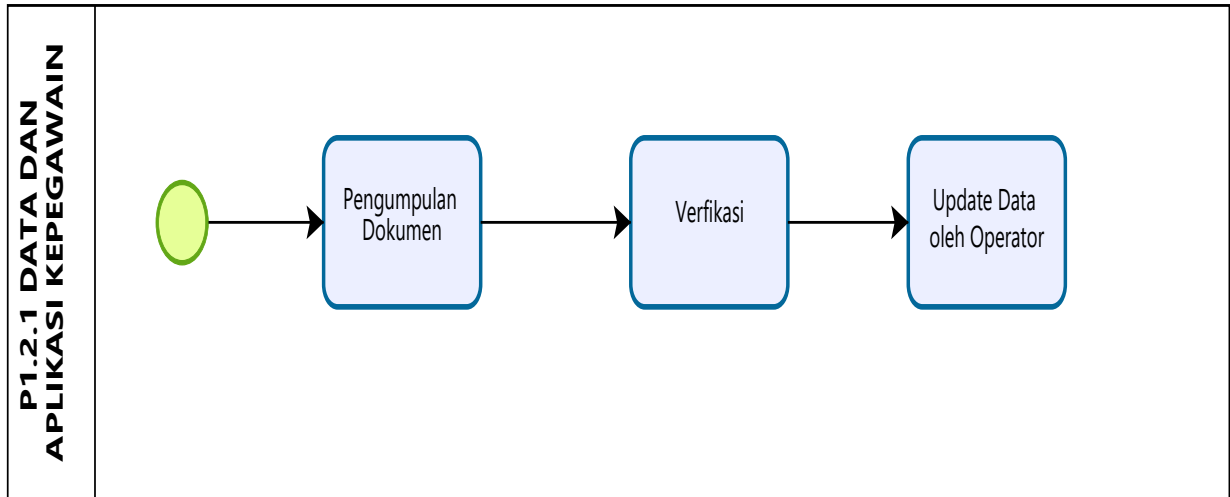 P1.2.1 DATA DAN
APLIKASI KEPEGAWAIN
Pengumpulan
Dokumen
Verfikasi
Update Data
oleh Operator